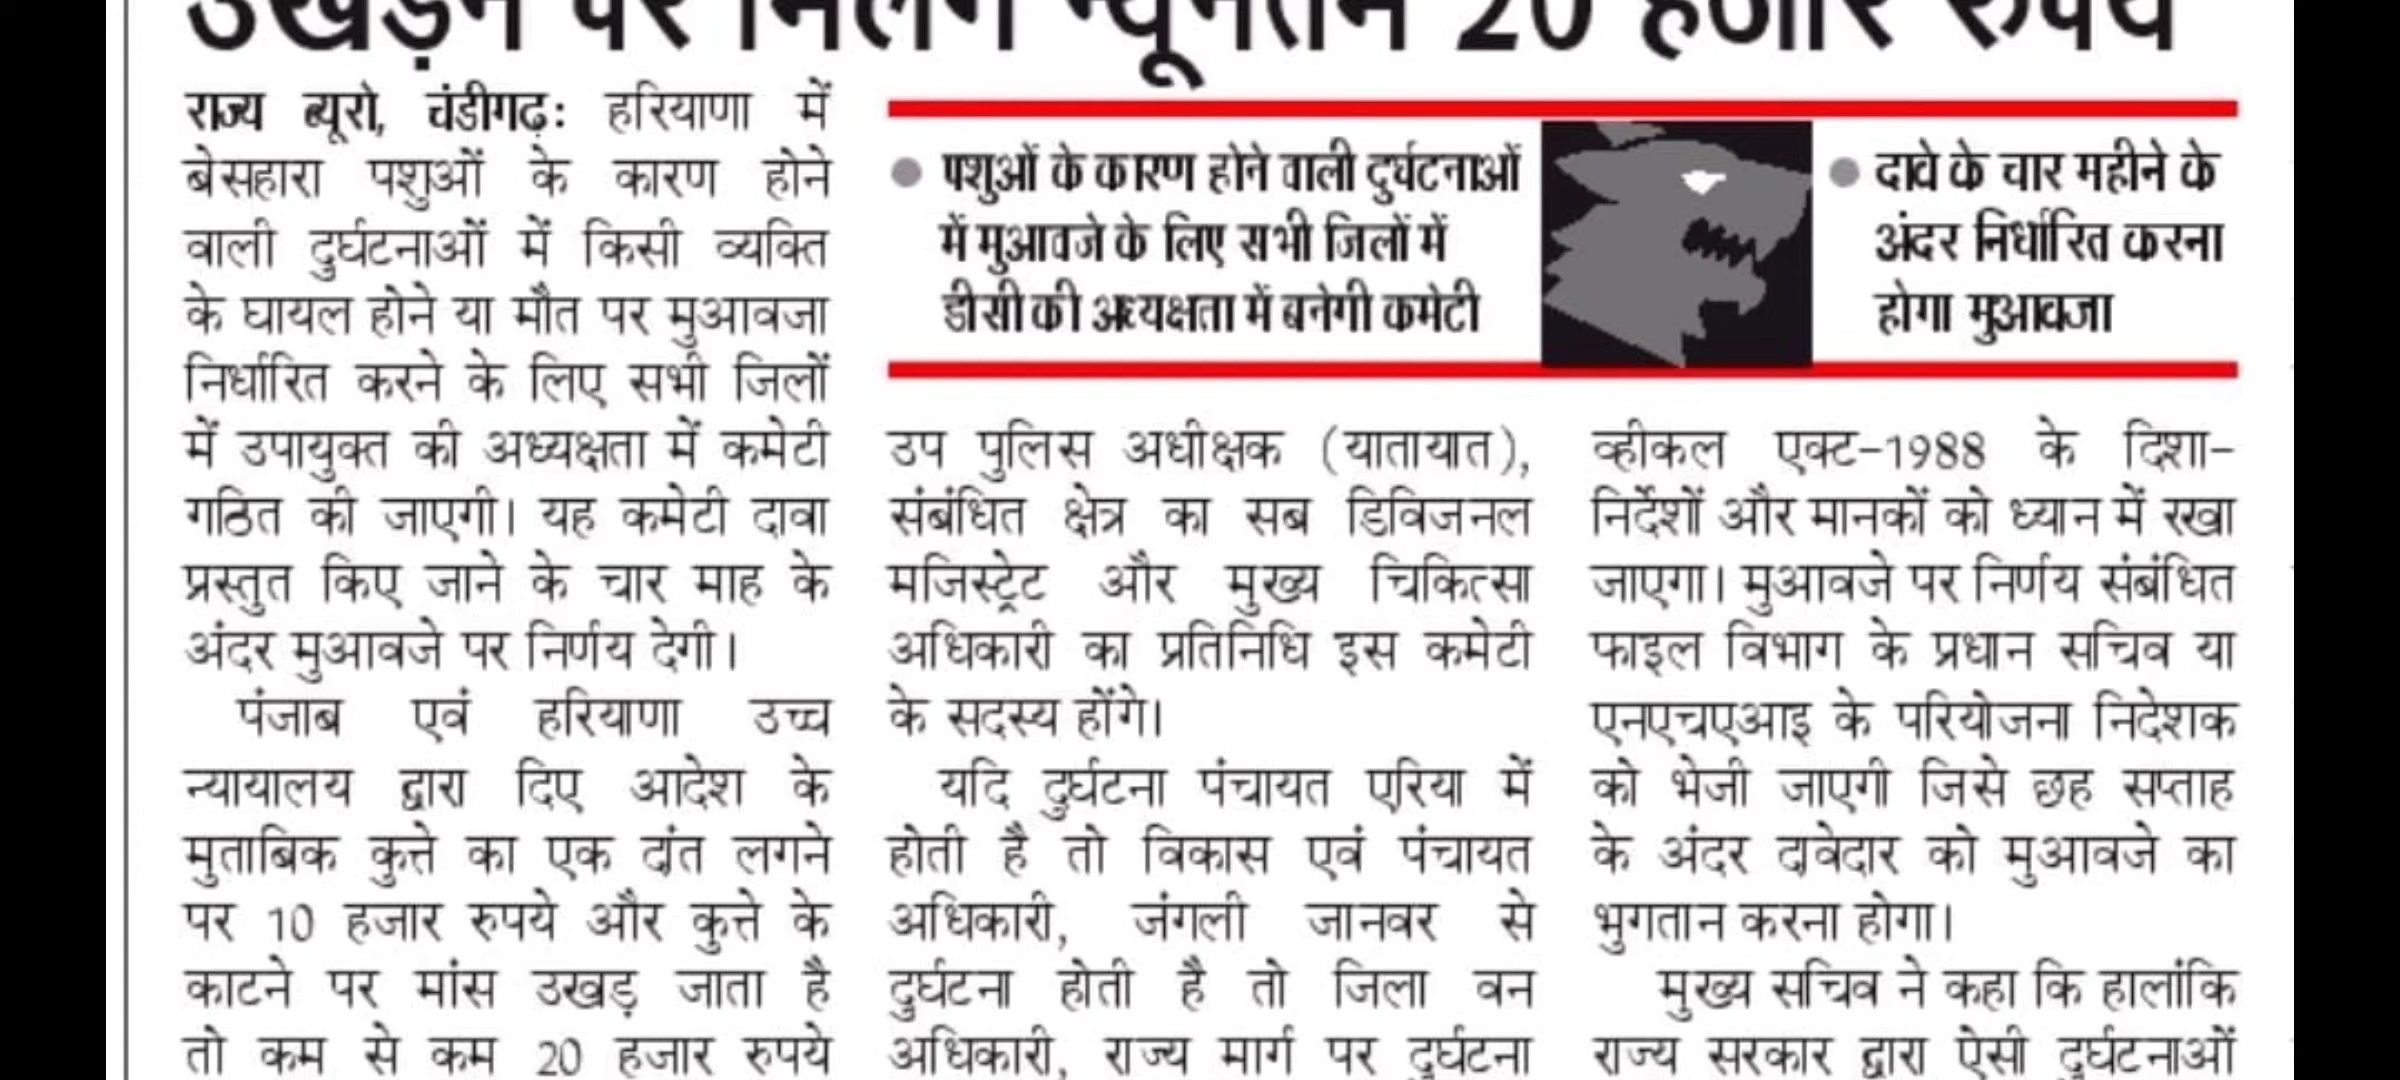 उखड़ने पर मिलेंगे न्यूनतम 20 हजार रुपये
राज्य ब्यूरो, चंडीगढ़ः हरियाणा में
बेसहारा पशुओं के कारण होने
वाली दुर्घटनाओं में किसी व्यक्ति
के घायल होने या मौत पर मुआवजा
निर्धारित करने के लिए सभी जिलों
में उपायुक्त की अध्यक्षता में कमेटी
गठित की जाएगी। यह कमेटी दावा
प्रस्तुत किए जाने के चार माह के
अंदर मुआवजे पर निर्णय देगी।
पंजाब एवं हरियाणा उच्च
न्यायालय द्वारा दिए आदेश के
मुताबिक कुत्ते का एक दांत लगने
पर 10 हजार रुपये और कुत्ते के
काटने पर मांस उखड़ जाता है
तो कम से कम 20 हजार रुपये
पशुओं के कारण होने वाली दुर्घटनाओं
में मुआवजे के लिए सभी जिलों में
डीसी की अध्यक्षता में बनेगी कमेटी
दावे के चार महीने के
अंदर निर्धारित करना
होगा मुआवजा
उप पुलिस अधीक्षक (यातायात),
संबंधित क्षेत्र का सब डिविजनल
मजिस्ट्रेट और मुख्य चिकित्सा
अधिकारी का प्रतिनिधि इस कमेटी
के सदस्य होंगे।
यदि दुर्घटना पंचायत एरिया में
होती है तो विकास एवं पंचायत
अधिकारी, जंगली जानवर से
दुर्घटना होती है तो जिला वन
अधिकारी, राज्य मार्ग पर दुर्घटना
व्हीकल एक्ट-1988 के दिशा-
निर्देशों और मानकों को ध्यान में रखा
जाएगा। मुआवजे पर निर्णय संबंधित
फाइल विभाग के प्रधान सचिव या
एनएचएआइ के परियोजना निदेशक
को भेजी जाएगी जिसे छह सप्ताह
के अंदर दावेदार को मुआवजे का
भुगतान करना होगा।
मुख्य सचिव ने कहा कि हालांकि
राज्य सरकार द्वारा ऐसी दुर्घटनाओं